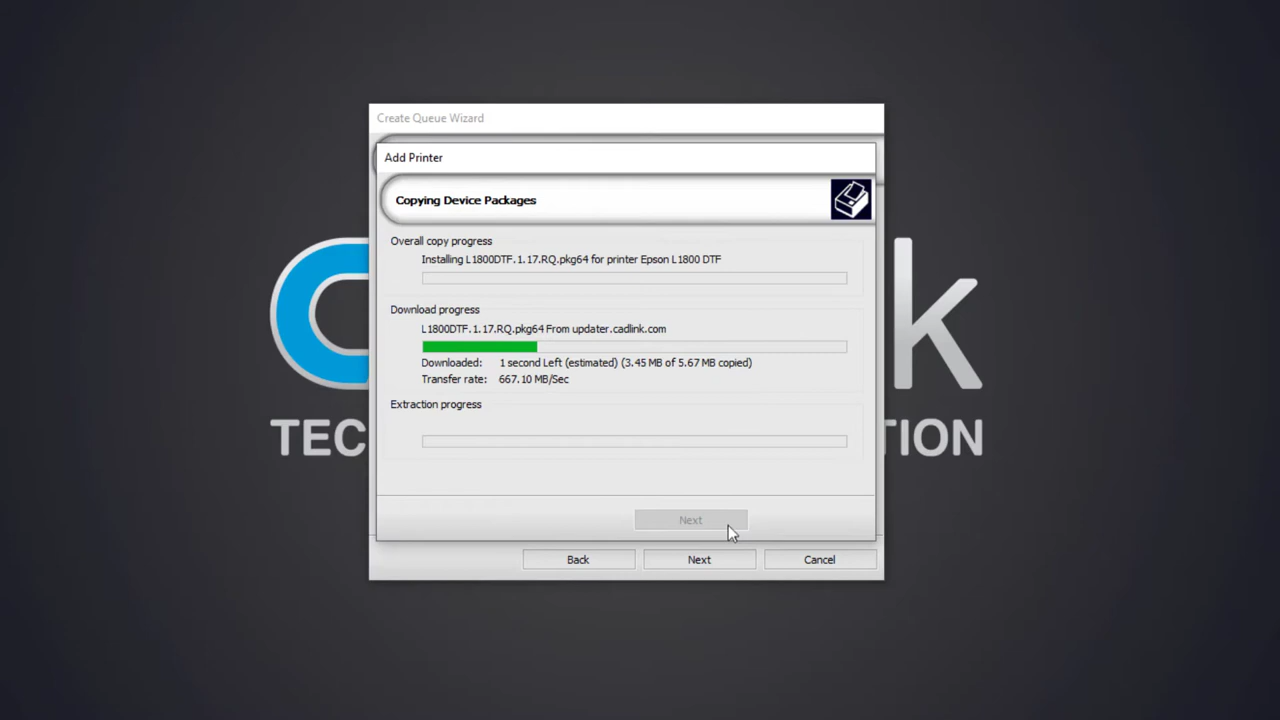 Create Queue Wizard
Add Printer
Copying Device Packages
Overall copy progress
Installing L1800DTF.1.17.RQ.pkg64 for printer Epson L1800 DTF
Download progress
L1800DTF.1.17.RQ.pkg64 From updater.cadlink.com
Downloaded: 1 second Left (estimated) (3.45 MB of 5.67 MB copied)
Transfer rate: 667.10 MB/Sec
Extraction progress
C k
TEC TION
Next
Back Next Cancel